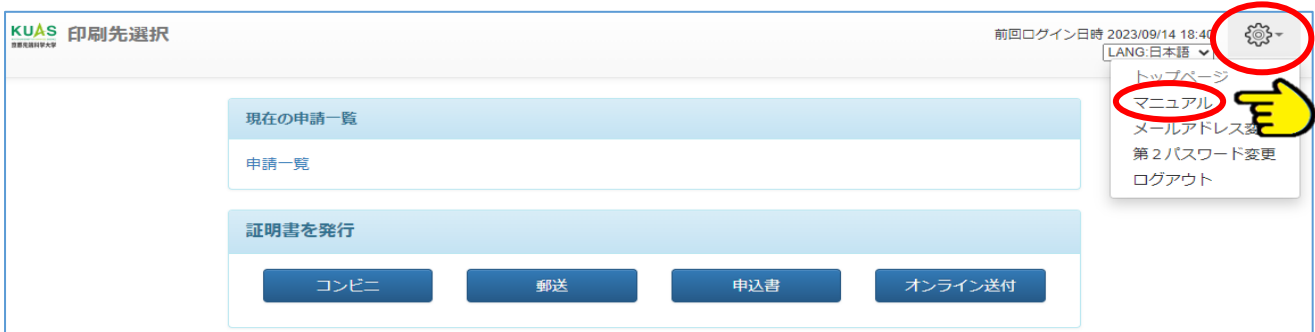 KUAS 印刷先選択
京都先端科学大学
前回ログイン日時 2023/09/14 18:40
LANG:日本語
トップページ
マニュアル
メールアドレス変
第2パスワード変更
ログアウト
現在の申請一覧
申請一覧
証明書を発行
コンビニ 郵送 申込書 オンライン送付